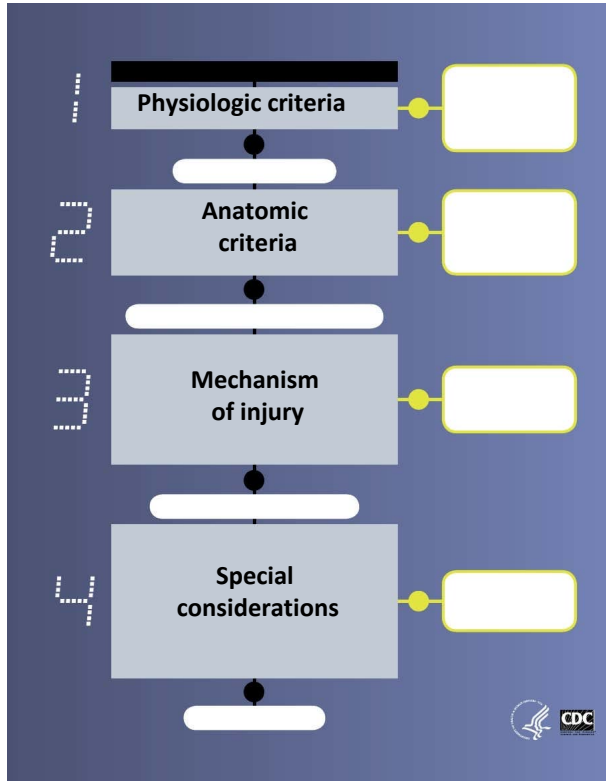 1
Physiologic criteria
2
Anatomic
criteria
3
Mechanism
of injury
4
Special
considerations
CDC